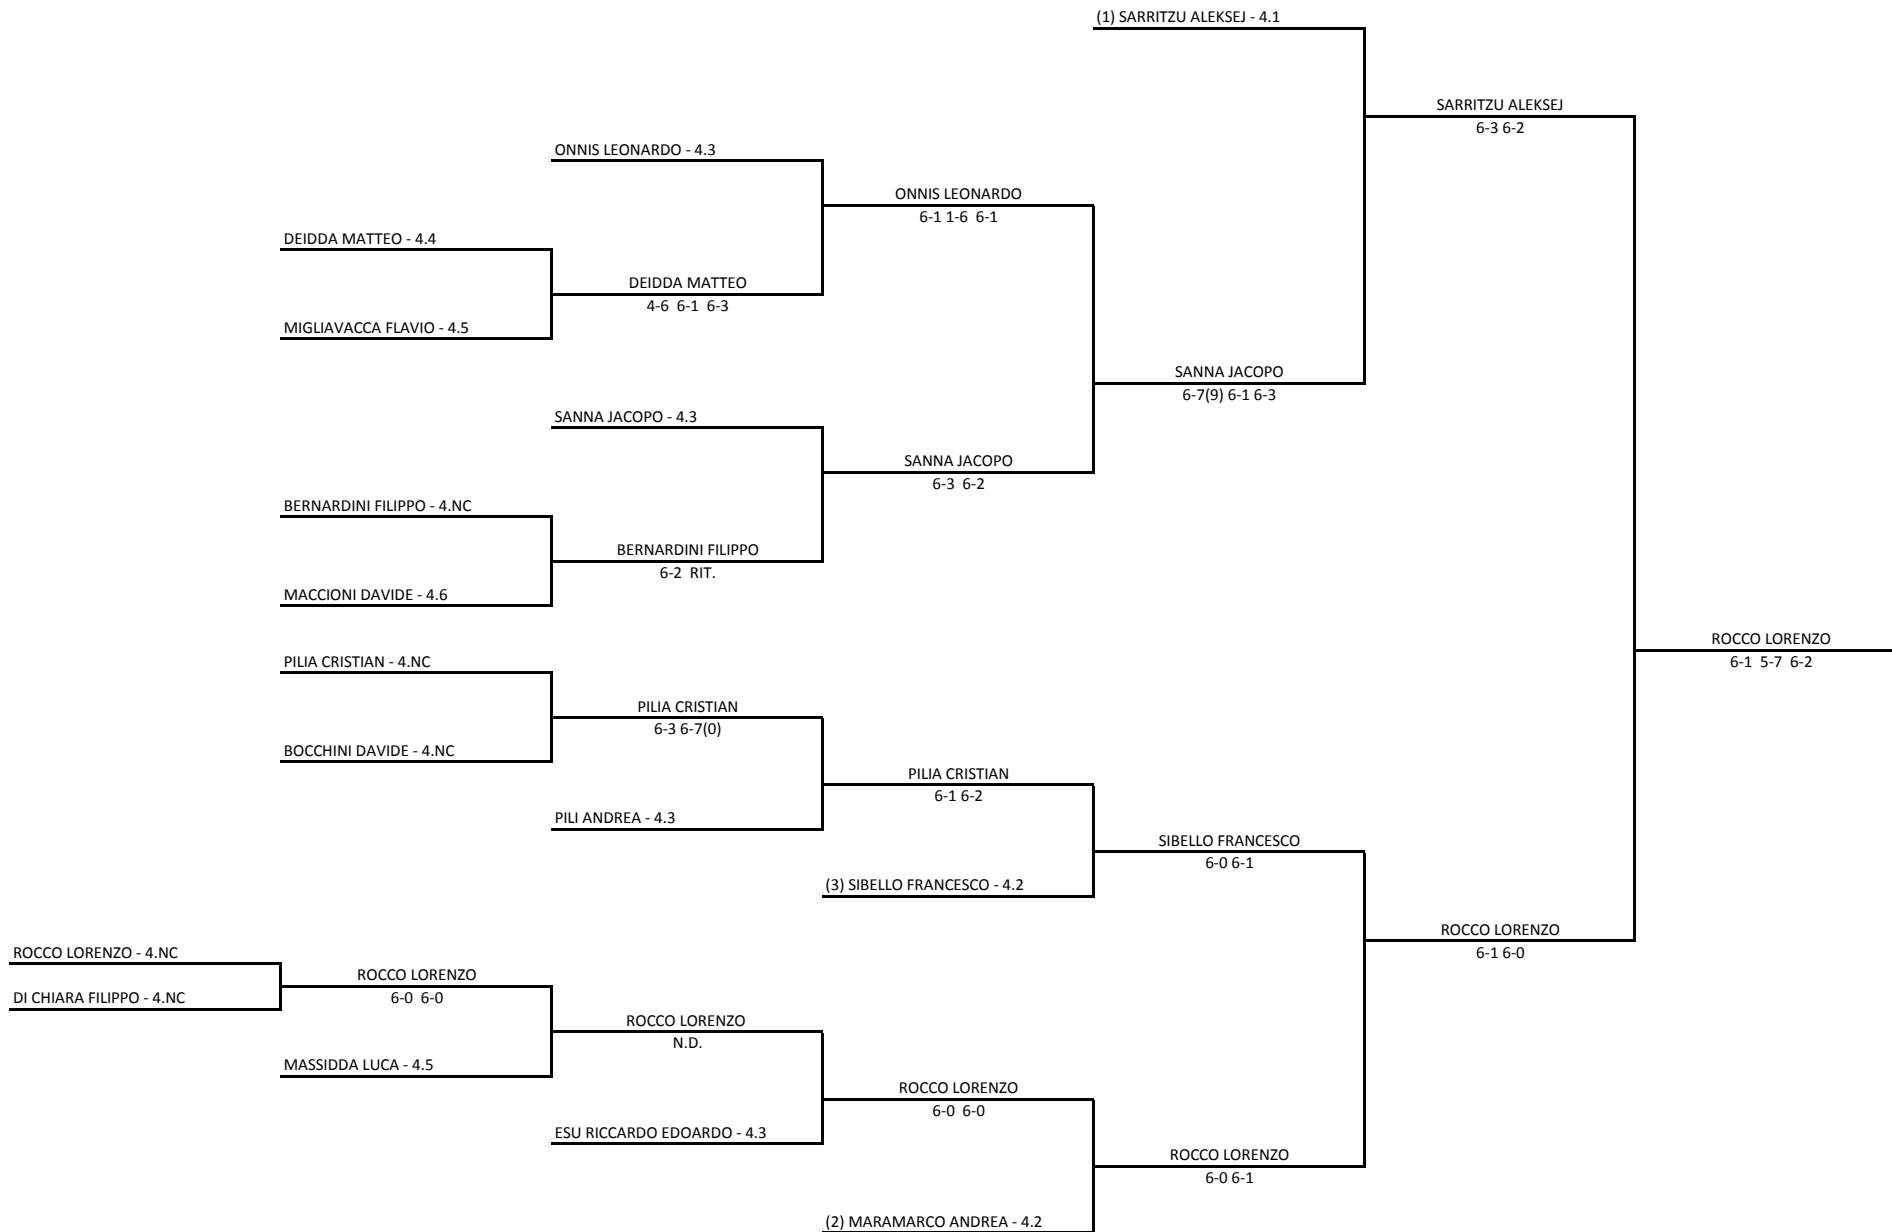 (1) SARRITZU ALEKSEJ - 4.1
SARRITZU ALEKSEJ
6-3 6-2
ONNIS LEONARDO - 4.3
ONNIS LEONARDO
6-1 1-6 6-1
DEIDDA MATTEO - 4.4
DEIDDA MATTEO
4-6 6-1 6-3
MIGLIAVACCA FLAVIO - 4.5
SANNA JACOPO
6-7(9) 6-1 6-3
SANNA JACOPO - 4.3
SANNA JACOPO
6-3 6-2
BERNARDINI FILIPPO - 4.NC
BERNARDINI FILIPPO
6-2 RIT.
MACCIONI DAVIDE - 4.6
ROCCO LORENZO
6-1 5-7 6-2
PILIA CRISTIAN - 4.NC
PILIA CRISTIAN
6-3 6-7(0)
BOCCHINI DAVIDE - 4.NC
PILIA CRISTIAN
6-1 6-2
PILI ANDREA - 4.3
SIBELLO FRANCESCO
6-0 6-1
(3) SIBELLO FRANCESCO - 4.2
ROCCO LORENZO
6-1 6-0
ROCCO LORENZO - 4.NC
ROCCO LORENZO
6-0 6-0
DI CHIARA FILIPPO - 4.NC
ROCCO LORENZO
N.D.
MASSIDDA LUCA - 4.5
ROCCO LORENZO
6-0 6-0
ESU RICCARDO EDOARDO - 4.3
ROCCO LORENZO
6-0 6-1
(2) MARAMARCO ANDREA - 4.2